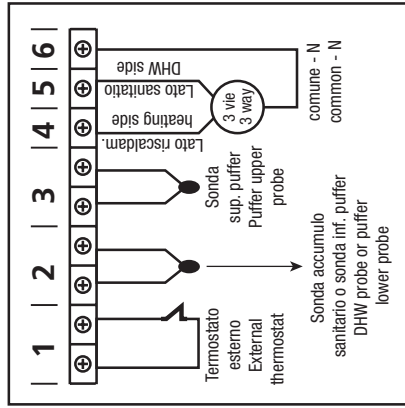 1
2
3
4
5
6
Lato riscaldam.
heating side
Lato sanitatio
DHW side
3 vie
3 way
Termostato
esterno
External
thermostat
Sonda
sup. puffer
Puffer upper
probe
comune - N
common - N
Sonda accumulo
sanitario o sonda inf. puffer
DHW probe or puffer
lower probe